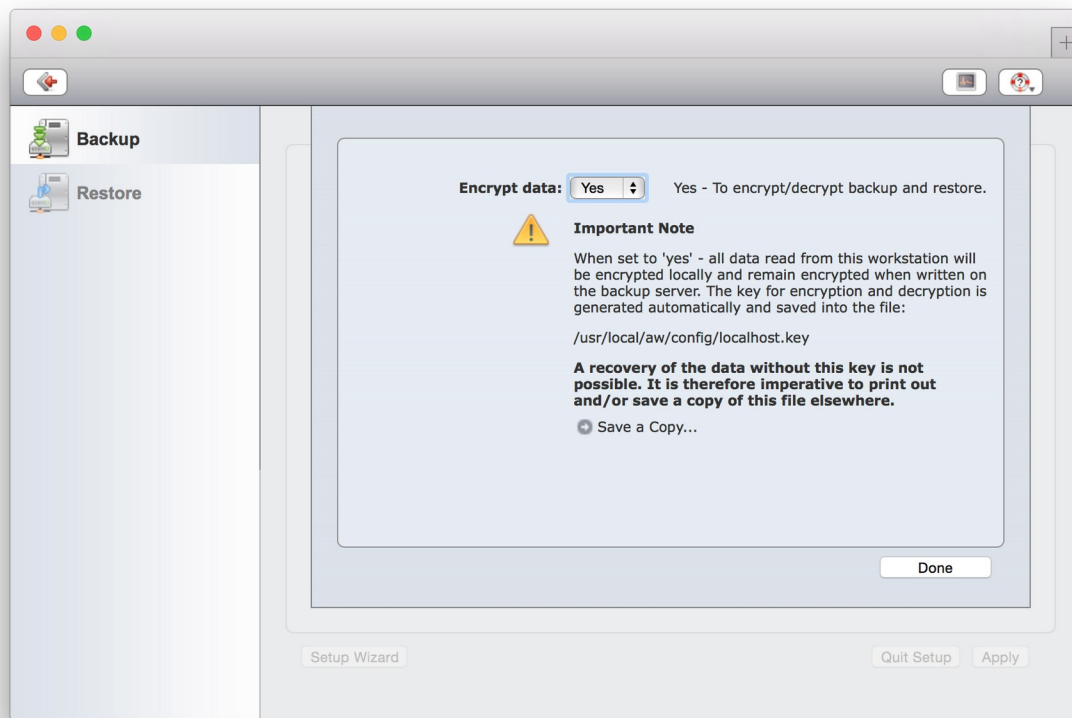 Backup
Restore
Encrypt data: Yes Yes - To encrypt/decrypt backup and restore.
Important Note
When set to 'yes' - all data read from this workstation will
be encrypted locally and remain encrypted when written on
the backup server. The key for encryption and decryption is
generated automatically and saved into the file:
/usr/local/aw/config/localhost.key
A recovery of the data without this key is not
possible. It is therefore imperative to print out
and/or save a copy of this file elsewhere.
Save a Copy...
Done
Setup Wizard Quit Setup Apply